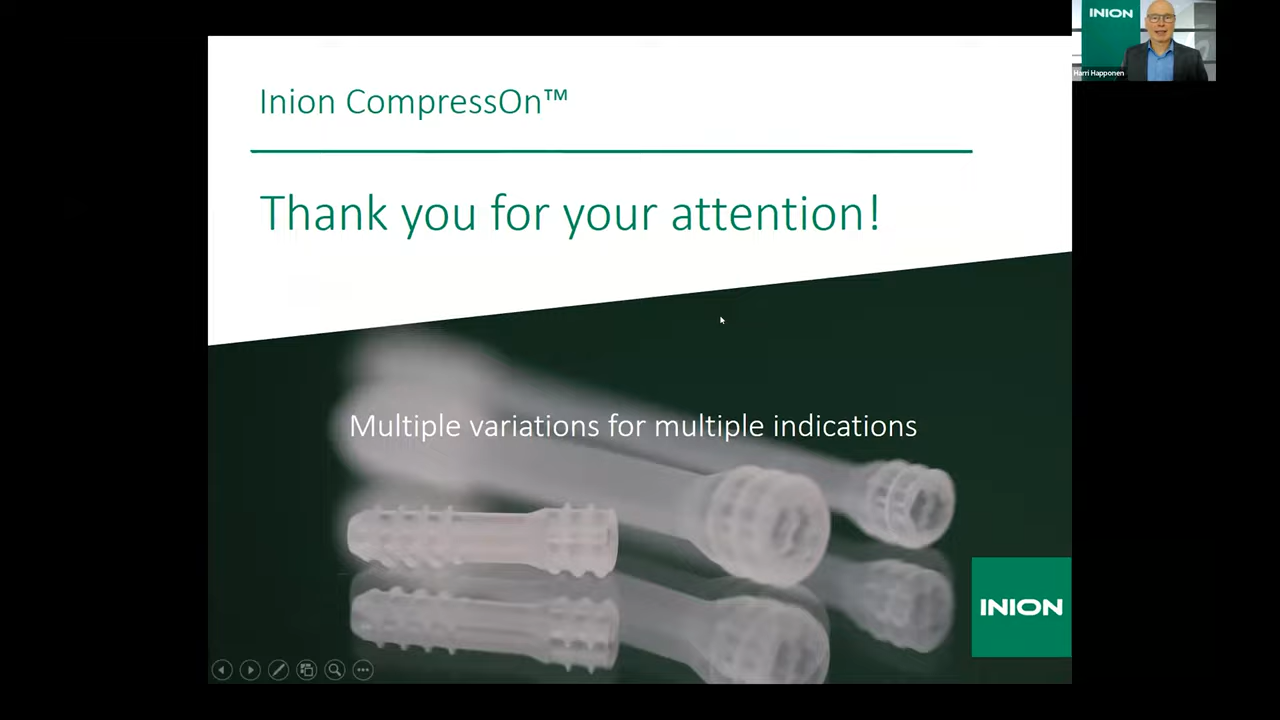 INION
Harri Happonen
Inion CompressOn™
Thank you for your attention!
Multiple variations for multiple indications
INION